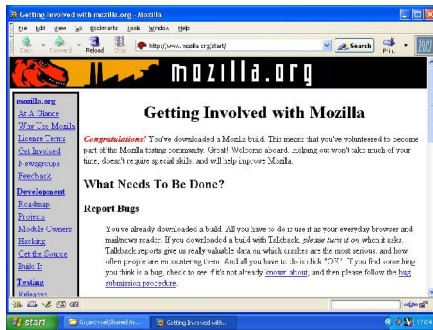 Getting Involved with mozilla.org - Mozilla
File Edit View Go Bookmarks Tools Window Help
Back Forward Reload Stop http://www.mozilla.org/start/ Search Print
mozilla.org
mozilla.org
At A Glance
Why Use Mozilla
License Terms
Get Involved
Newsgroups
Feedback
Development
Roadmap
Projects
Module Owners
Hacking
Get the Source
Build It
Testing
Releases
Getting Involved with Mozilla
Congratulations! You've downloaded a Mozilla build. This means that you've volunteered to become
part of the Mozilla testing community. Great! Welcome aboard. Helping out won't take much of your
time, doesn't require special skills, and will help improve Mozilla.
What Needs To Be Done?
Report Bugs
You've already downloaded a build. All you have to do is use it as your everyday browser and
mail/news reader. If you downloaded a build with Talkback, please turn it on when it asks.
Talkback reports give us really valuable data on which crashes are the most serious, and how
often people are encountering them. And all you have to do is click "OK". If you find something
you think is a bug, check to see if it's not already known about, and then please follow the bug
submission procedure.
start
Getting Involved with...
17:04